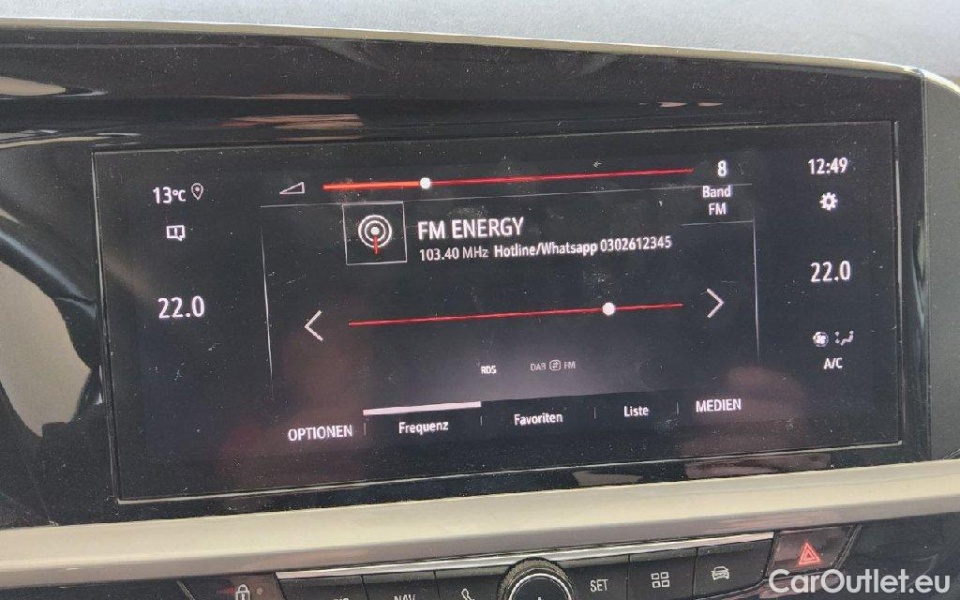 13°C
8
12:49
Band
FM
FM ENERGY
103.40 MHz Hotline/Whatsapp 0302612345
22.0
22.0
RDS
DAB FM
A/C
OPTIONEN
Frequenz
Favoriten
Liste
MEDIEN
NAV
SET
CarOutlet.eu